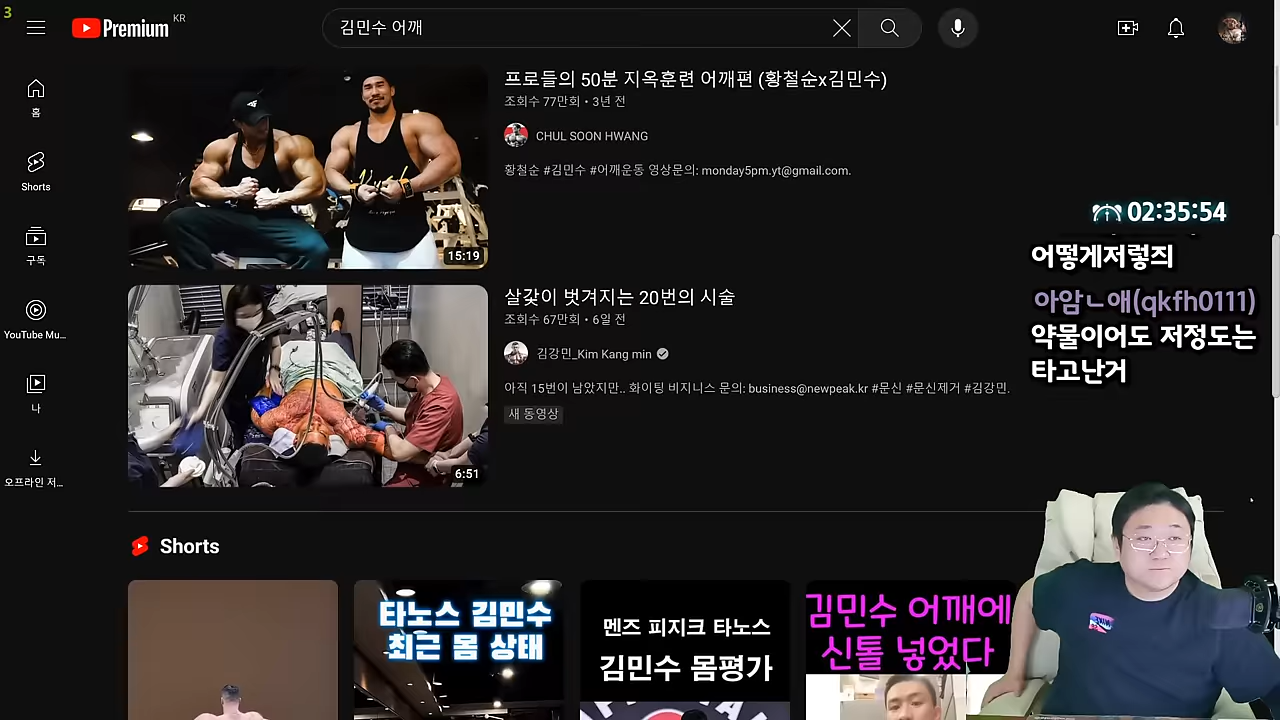 3
Premium KR
김민수 어깨
홈
Shorts
구독
YouTube Mu...
나
오프라인 저...
15:19
프로들의 50분 지옥훈련 어깨편 (황철순x김민수)
조회수 77만회 • 3년 전
CHUL SOON HWANG
황철순 #김민수 #어깨운동 영상문의: monday5pm.yt@gmail.com.
6:51
살갗이 벗겨지는 20번의 시술
조회수 67만회 • 6일 전
김강민_Kim Kang min
아직 15번이 남았지만.. 화이팅 비지니스 문의: business@newpeak.kr #문신 #문신제거 #김강민.
새 동영상
02:35:54
어떻게저렇즤
아암ㄴ애(qkfh0111)
약물이어도 저정도는
타고난거
Shorts
타노스 김민수
최근 몸 상태
멘즈 피지크 타노스
김민수 몸평가
김민수 어깨에
신톨 넣었다